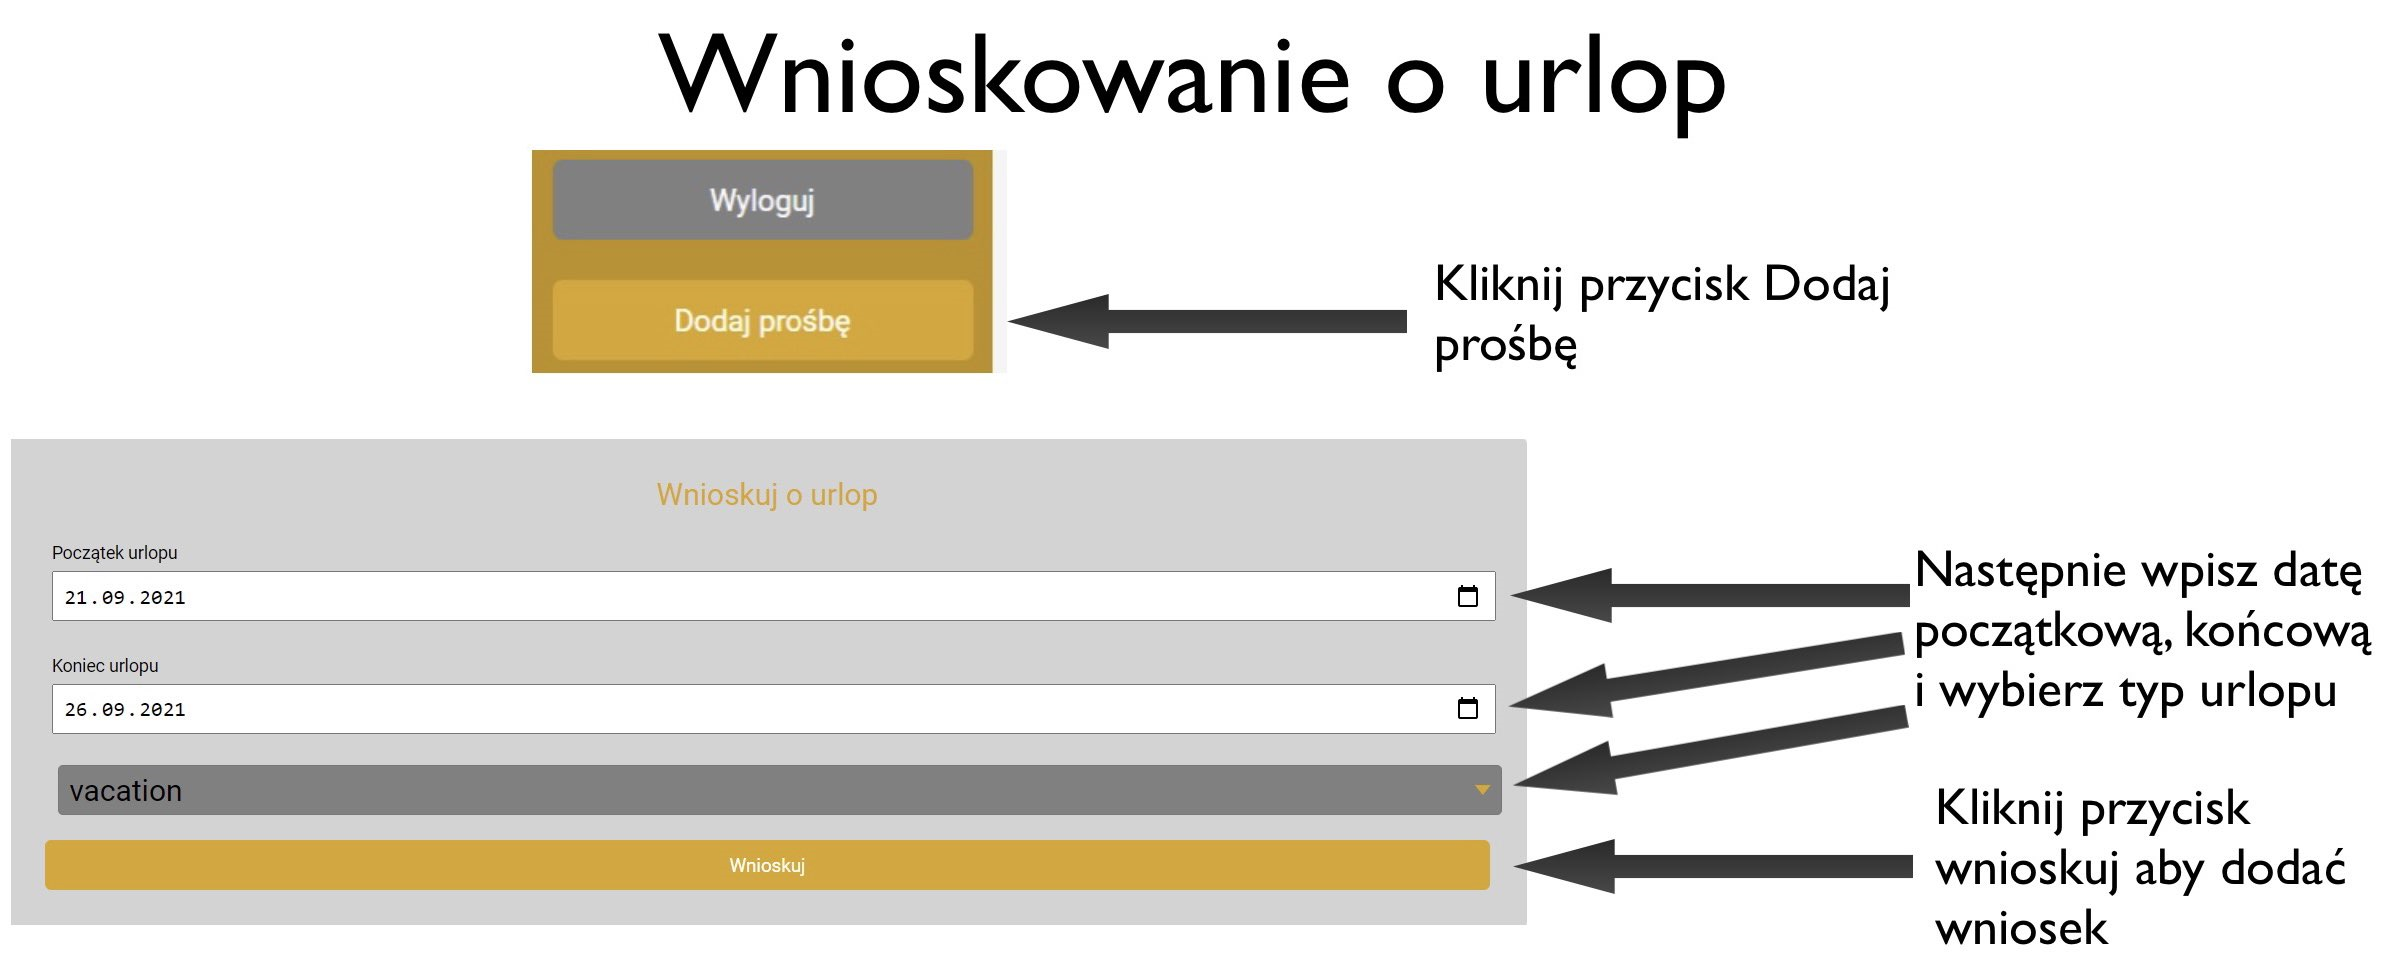 Wnioskowanie o urlop
Wyloguj
Dodaj prośbę
Kliknij przycisk Dodaj
prośbę
Wnioskuj o urlop
Początek urlopu
21.09.2021
Koniec urlopu
26.09.2021
vacation
Wnioskuj
Następnie wpisz datę
początkową, końcową
i wybierz typ urlopu
Kliknij przycisk
wnioskuj aby dodać
wniosek